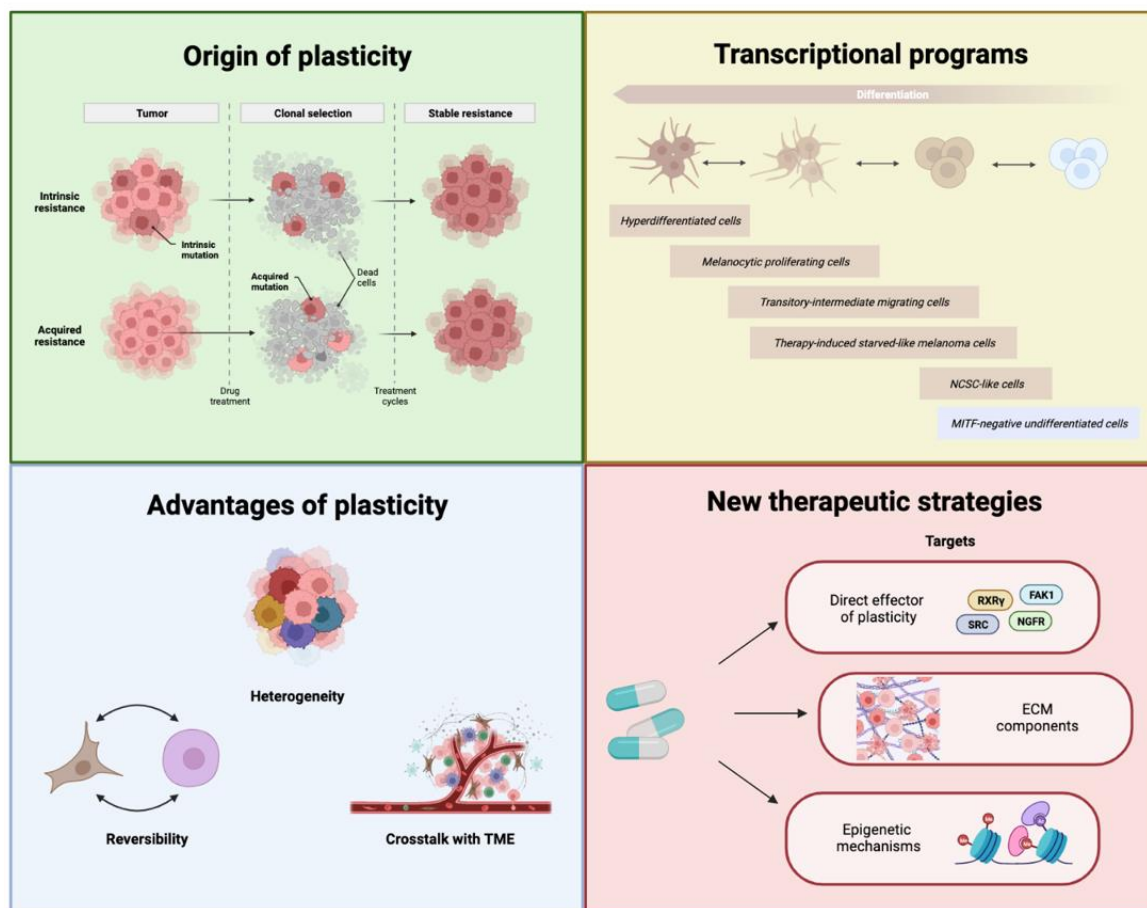 Origin of plasticity
Tumor
Clonal selection
Stable resistance
Intrinsic
resistance
Intrinsic
mutation
Dead
cells
Acquired
mutation
Acquired
resistance
Drug
treatment
Treatment
cycles
Transcriptional programs
Differentiation
Hyperdifferentiated cells
Melanocytic proliferating cells
Transitory-intermediate migrating cells
Therapy-induced starved-like melanoma cells
NCSC-like cells
MITF-negative undifferentiated cells
Advantages of plasticity
Heterogeneity
Reversibility
Crosstalk with TME
New therapeutic strategies
Targets
Direct effector
of plasticity
RXRγ
FAK1
SRC
NGFR
ECM
components
Epigenetic
mechanisms